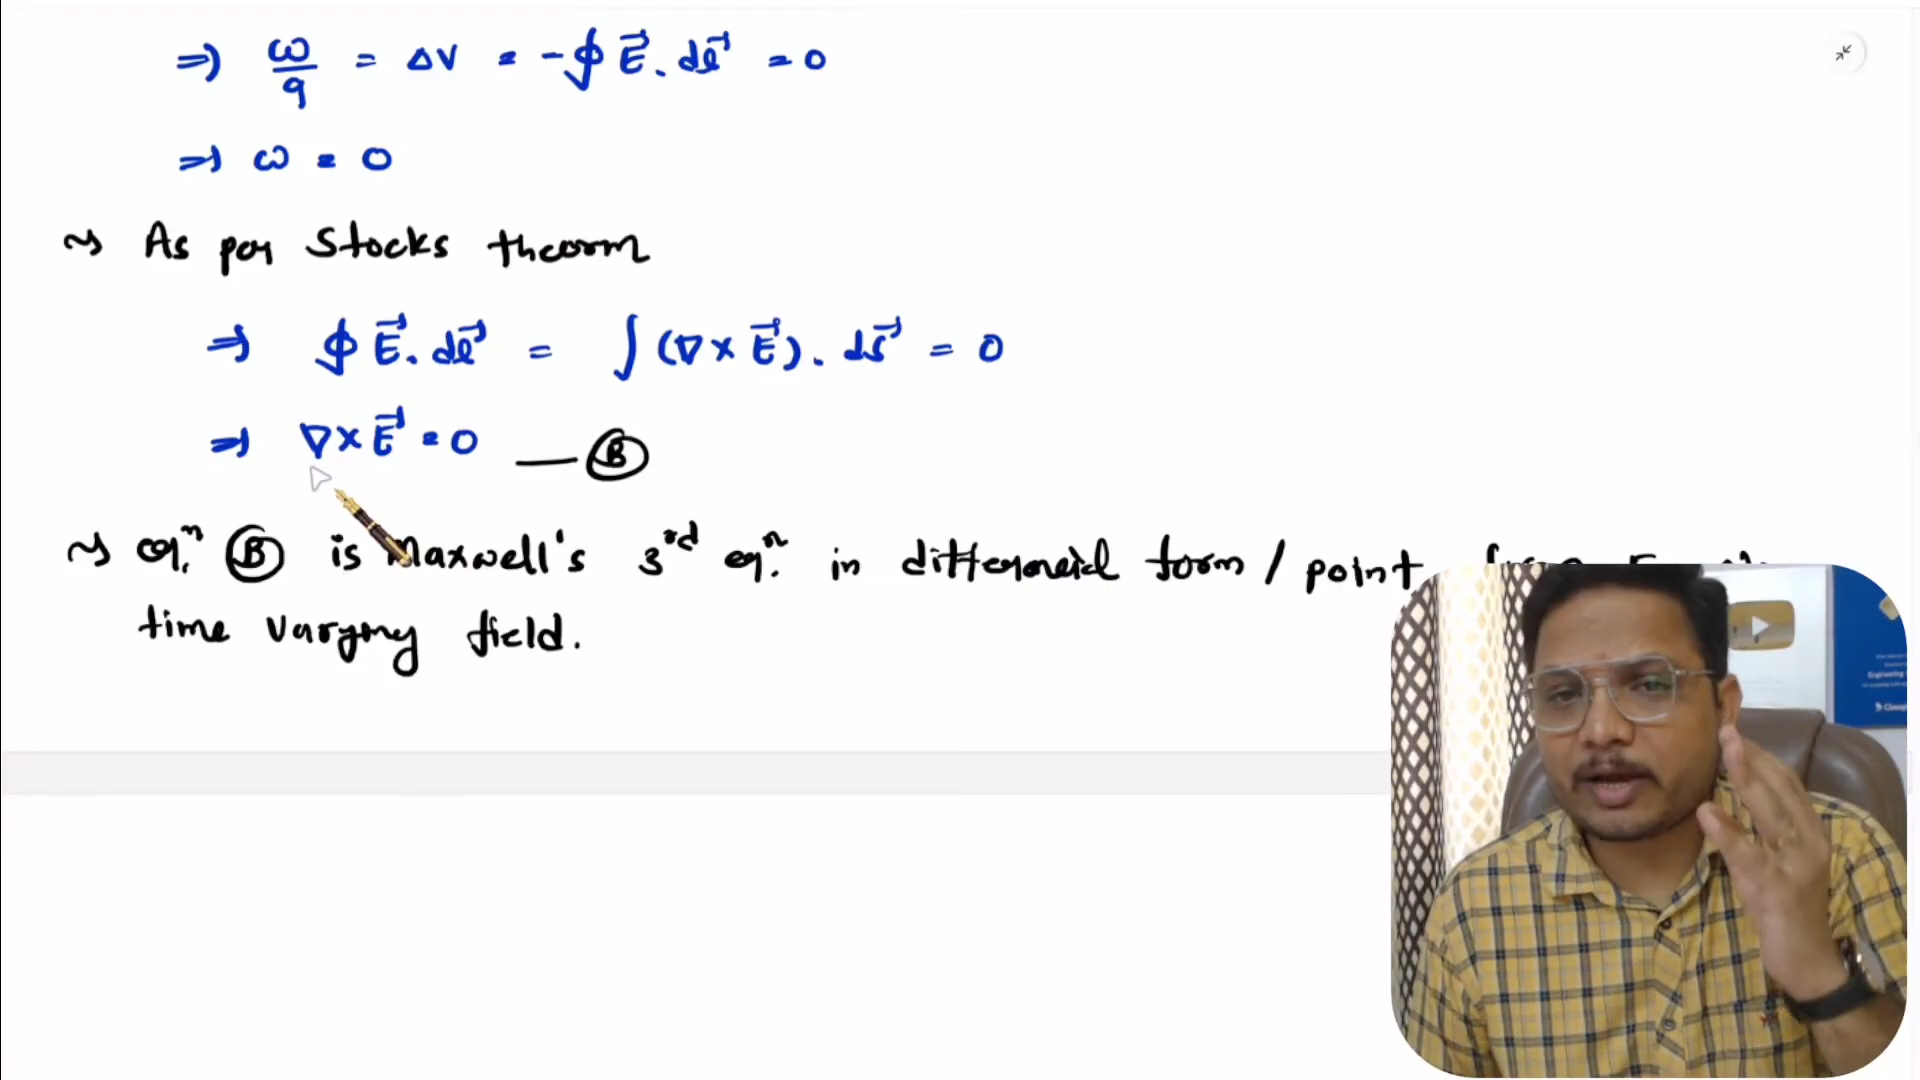 ⇒ ω/q = ΔV = -∮ E⃗ . dl⃗ = 0
⇒ ω = 0
~> As per Stocks theorm
⇒ ∮ E⃗ . dl⃗ = ∫ (∇ × E⃗) . ds⃗ = 0
⇒ ∇ × E⃗ = 0 — Ⓑ
~> eqⁿ. Ⓑ is Maxwell's 3rd eqⁿ. in differential form / point
time varying field.
Engineering